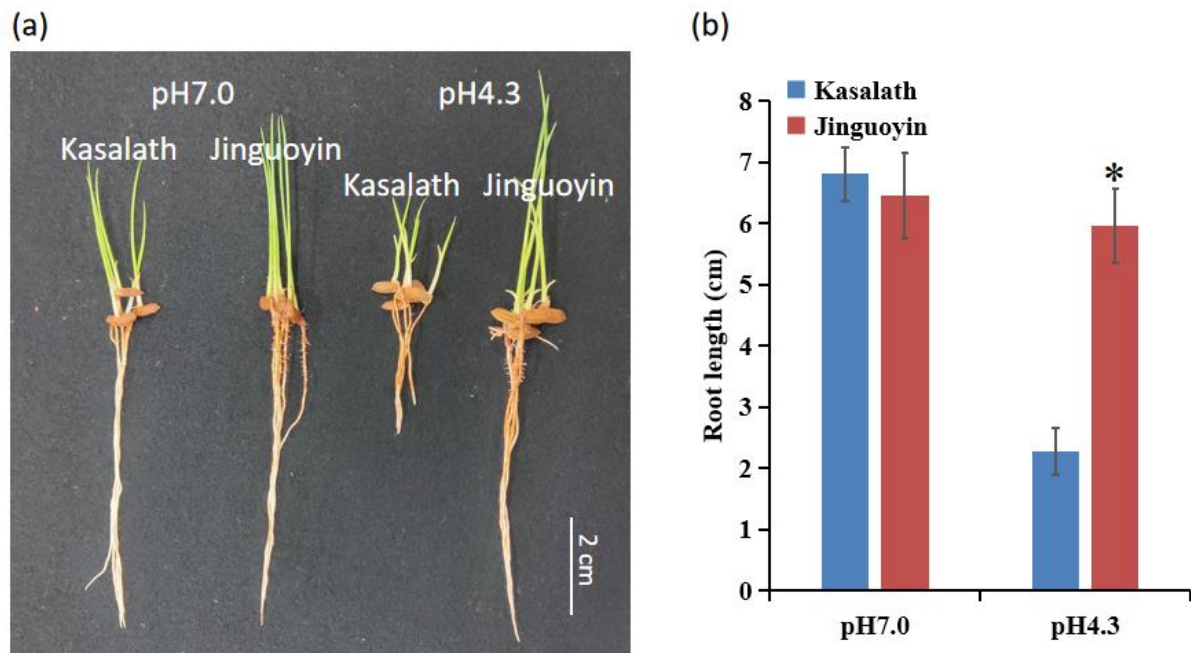 (a)
pH7.0
pH4.3
Kasalath
Jinguoyin
Kasalath
Jinguoyin
2 cm
(b)
Kasalath
Jinguoyin
*
Root length (cm)
8
7
6
5
4
3
2
1
0
pH7.0
pH4.3